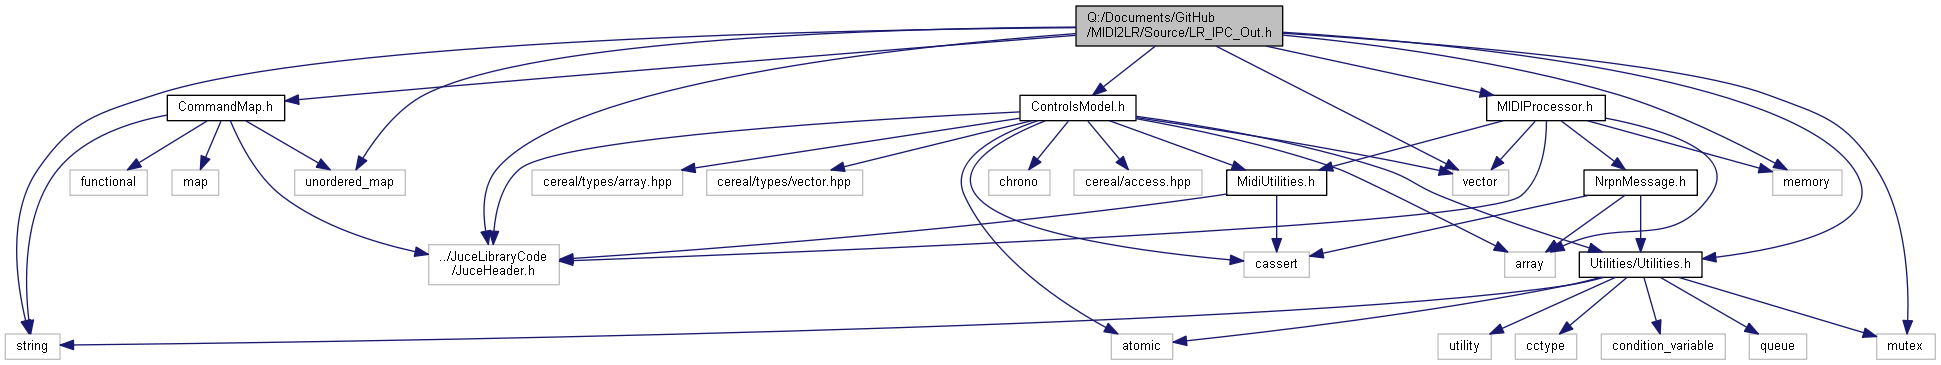 Q:/Documents/GitHub
/MIDI2LR/Source/LR_IPC_Out.h
CommandMap.h
ControlsModel.h
MIDIProcessor.h
functional
map
unordered_map
cereal/types/array.hpp
cereal/types/vector.hpp
chrono
cereal/access.hpp
MidiUtilities.h
vector
NrpnMessage.h
memory
../JuceLibraryCode
/JuceHeader.h
cassert
array
Utilities/Utilities.h
string
atomic
utility
cctype
condition_variable
queue
mutex